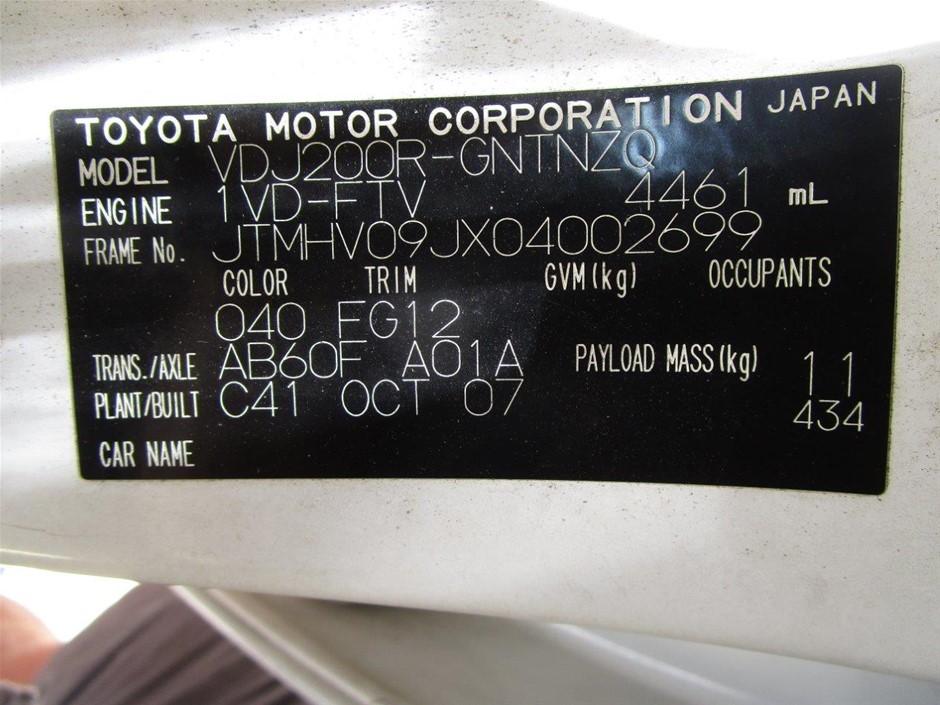 TOYOTA MOTOR CORPORATION JAPAN
MODEL VDJ200R-GNTNZQ
ENGINE 1VD-FTV 4461 mL
FRAME No. JTMHV09JX04002699
COLOR TRIM GVM(kg) OCCUPANTS
040 FG12
TRANS./AXLE AB60F A01A PAYLOAD MASS(kg) 11
PLANT/BUILT C41 OCT 07 434
CAR NAME